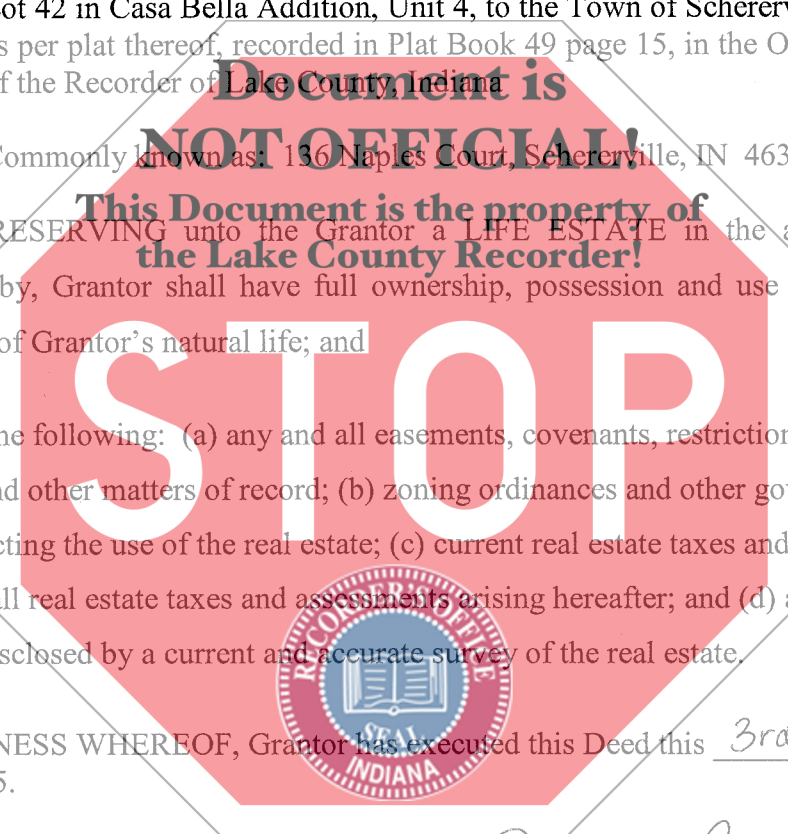 ot 42 in Casa Bella Addition, Unit 4, to the Town of Scherer
s per plat thereof, recorded in Plat Book 49 page 15, in the O
f the Recorder of Lake County, Indiana
Document is
NOT OFFICIAL!
Commonly known as: 136 Naples Court, Schererville, IN 463
This Document is the property of
RESERVING unto the Grantor a LIFE ESTATE in the a
the Lake County Recorder!
by, Grantor shall have full ownership, possession and use
of Grantor's natural life; and
STOP
he following: (a) any and all easements, covenants, restriction
nd other matters of record; (b) zoning ordinances and other gov
cting the use of the real estate; (c) current real estate taxes and
ll real estate taxes and assessments arising hereafter; and (d) a
sclosed by a current and accurate survey of the real estate.
RECORDER'S OFFICE
SEAL
INDIANA
NESS WHEREOF, Grantor has executed this Deed this 3rd
5.